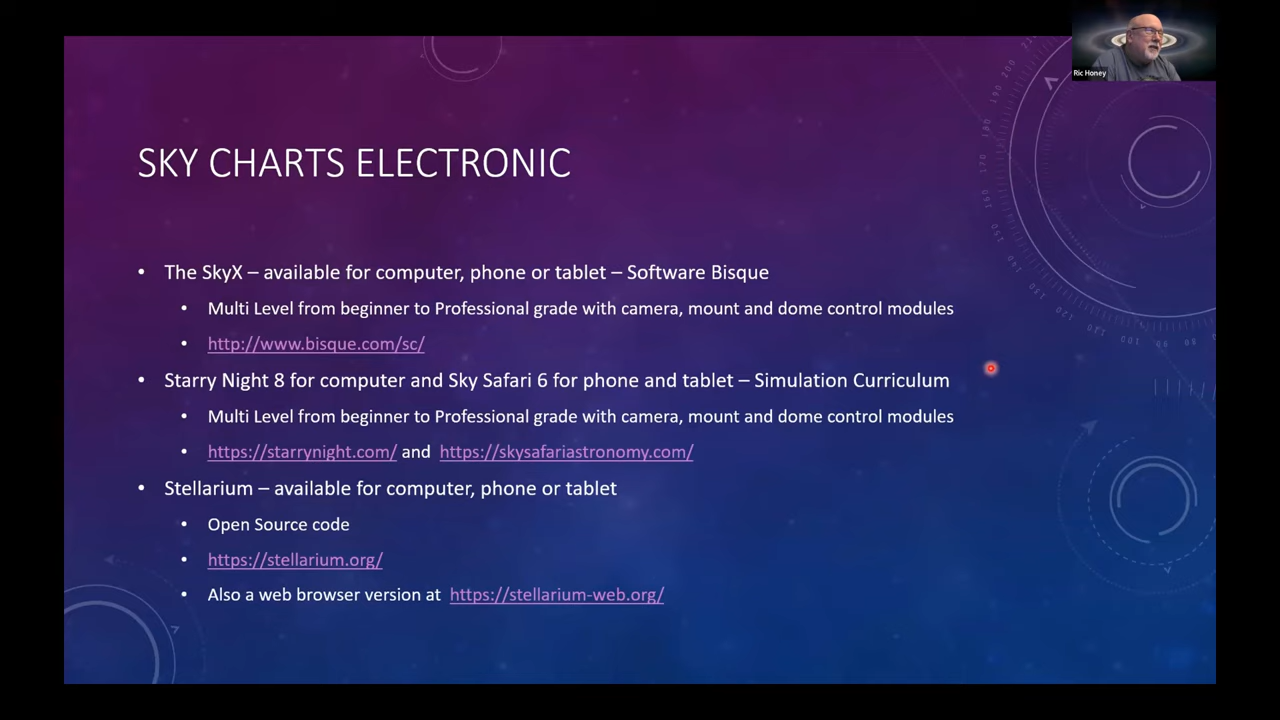 Ric Honey
SKY CHARTS ELECTRONIC
• The SkyX – available for computer, phone or tablet – Software Bisque
• Multi Level from beginner to Professional grade with camera, mount and dome control modules
• http://www.bisque.com/sc/
• Starry Night 8 for computer and Sky Safari 6 for phone and tablet – Simulation Curriculum
• Multi Level from beginner to Professional grade with camera, mount and dome control modules
• https://starrynight.com/ and https://skysafariastronomy.com/
• Stellarium – available for computer, phone or tablet
• Open Source code
• https://stellarium.org/
• Also a web browser version at https://stellarium-web.org/